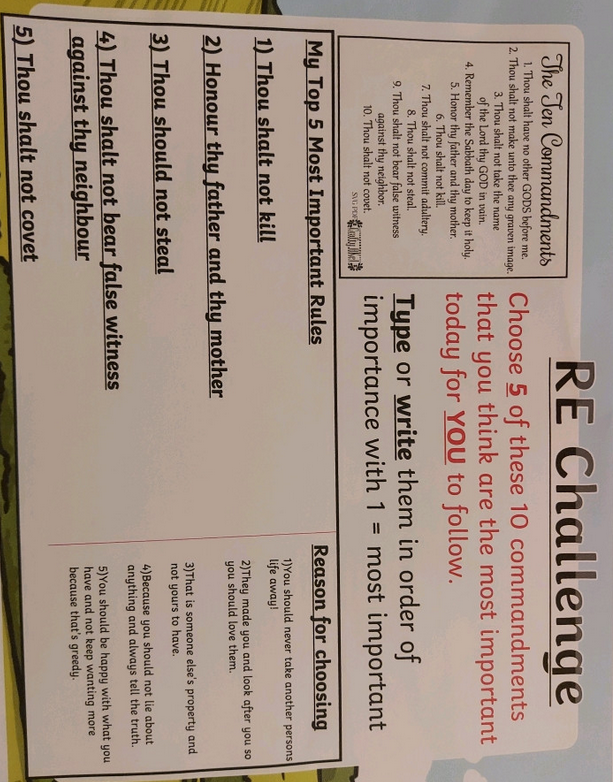 RE Challenge
The Ten Commandments
1. Thou shalt have no other GODS before me.
2. Thou shalt not make unto thee any graven image.
3. Thou shalt not take the name
of the Lord thy GOD in vain.
4. Remember the Sabbath day to keep it holy.
5. Honor thy father and thy mother.
6. Thou shalt not kill.
7. Thou shalt not commit adultery.
8. Thou shalt not steal.
9. Thou shalt not bear false witness
against thy neighbor.
10. Thou shalt not covet.
Choose 5 of these 10 commandments
that you think are the most important
today for YOU to follow.
Type or write them in order of
importance with 1 = most important
My Top 5 Most Important Rules
1) Thou shalt not kill
2) Honour thy father and thy mother
3) Thou should not steal
4) Thou shalt not bear false witness
against thy neighbour
5) Thou shalt not covet
Reason for choosing
1)You should never take another persons
life away!
2)They made you and look after you so
you should love them.
3)That is someone else's property and
not yours to have.
4)Because you should not lie about
anything and always tell the truth.
5)You should be happy with what you
have and not keep wanting more
because that's greedy.